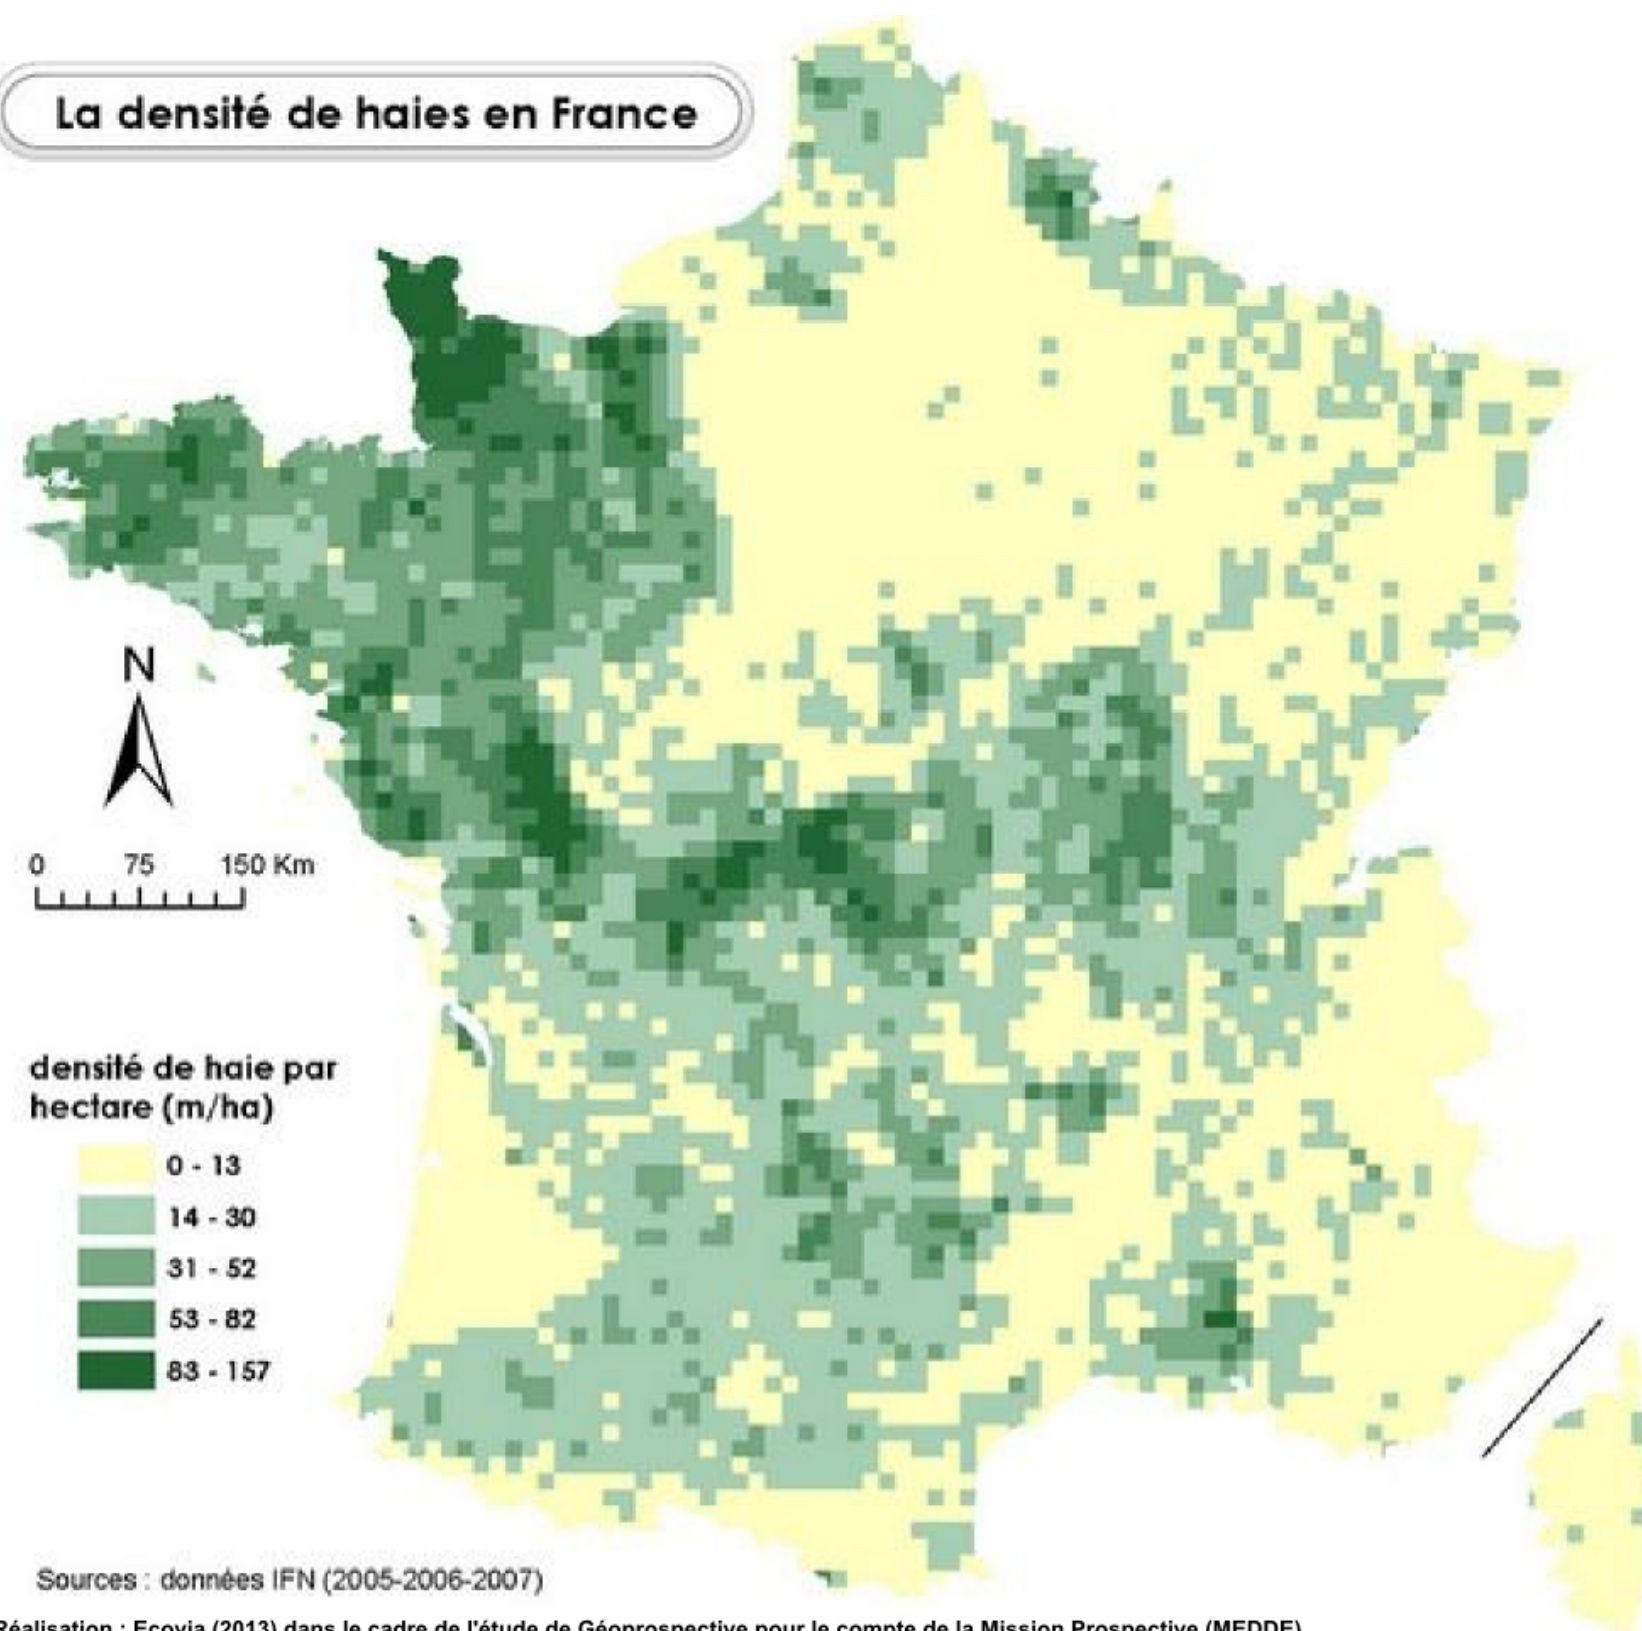 La densité de haies en France
N
0 75 150 Km
densité de haie par
hectare (m/ha)
0 - 13
14 - 30
31 - 52
53 - 82
83 - 157
Sources : données IFN (2005-2006-2007)
Réalisation : Ecovia (2013) dans le cadre de l'étude de Géoprospective pour le compte de la Mission Prospective (MEDDE)